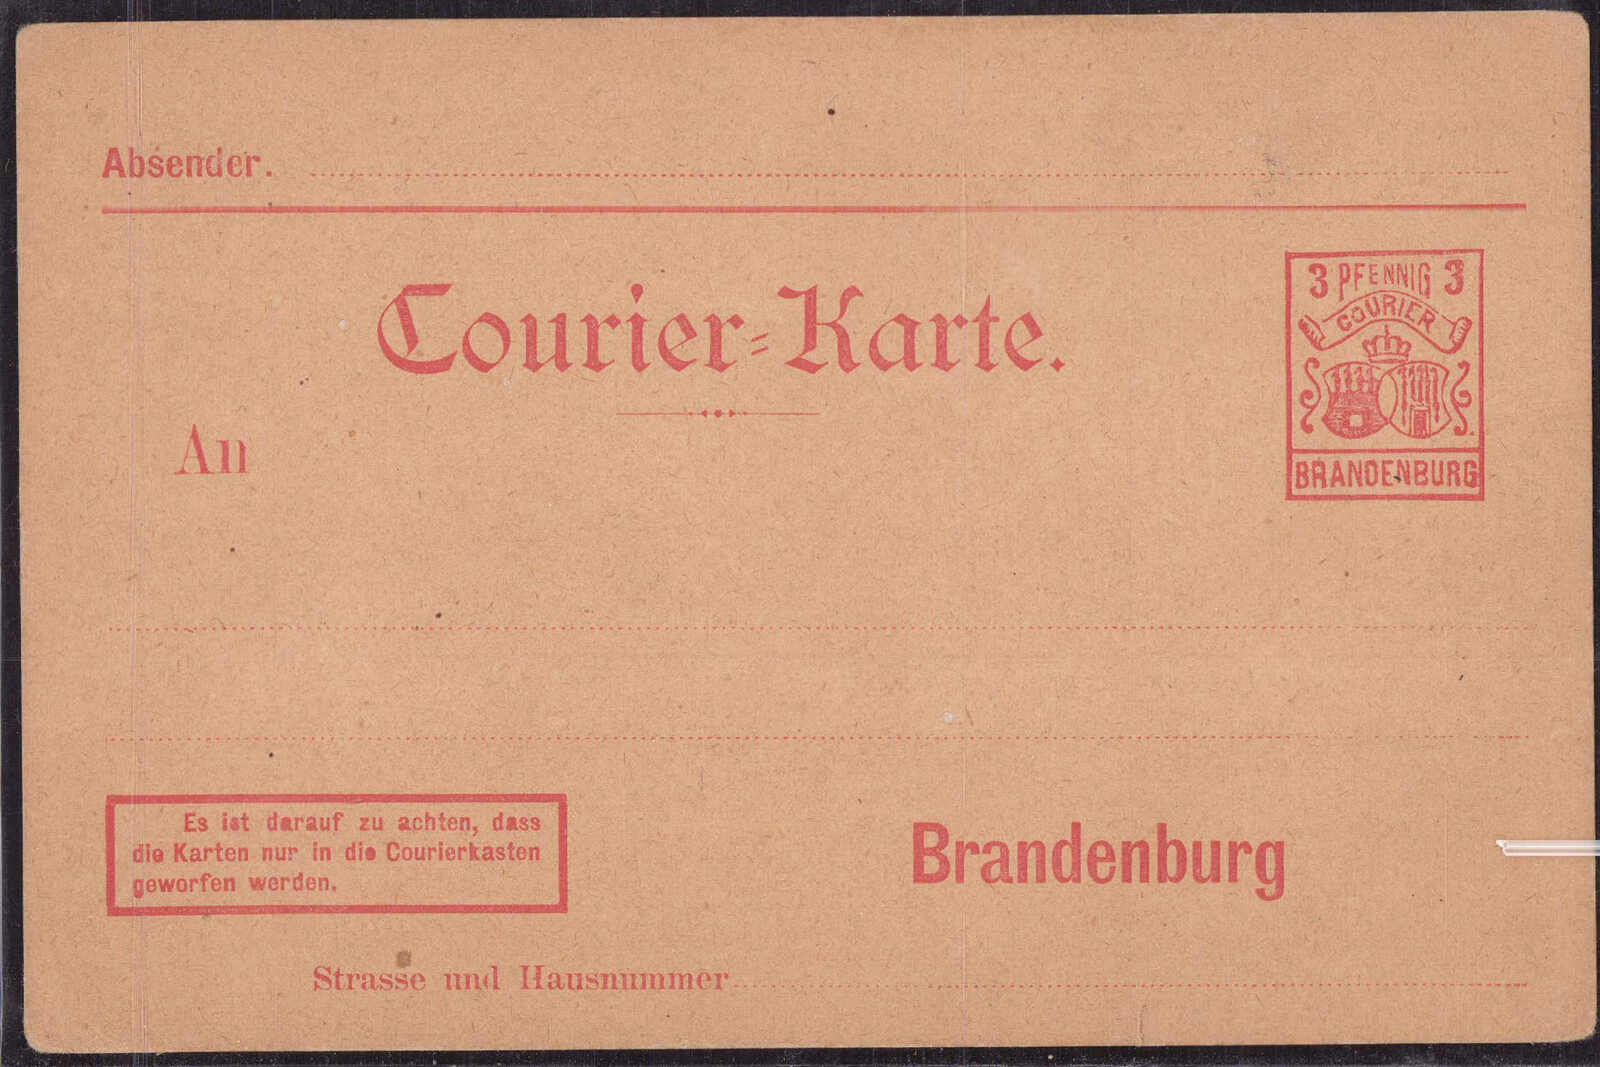 Absender.
Courier-Karte.
3 PFENNIG 3
COURIER
BRANDENBURG
An
Es ist darauf zu achten, dass
die Karten nur in die Courierkasten
geworfen werden.
Brandenburg
Strasse und Hausnummer